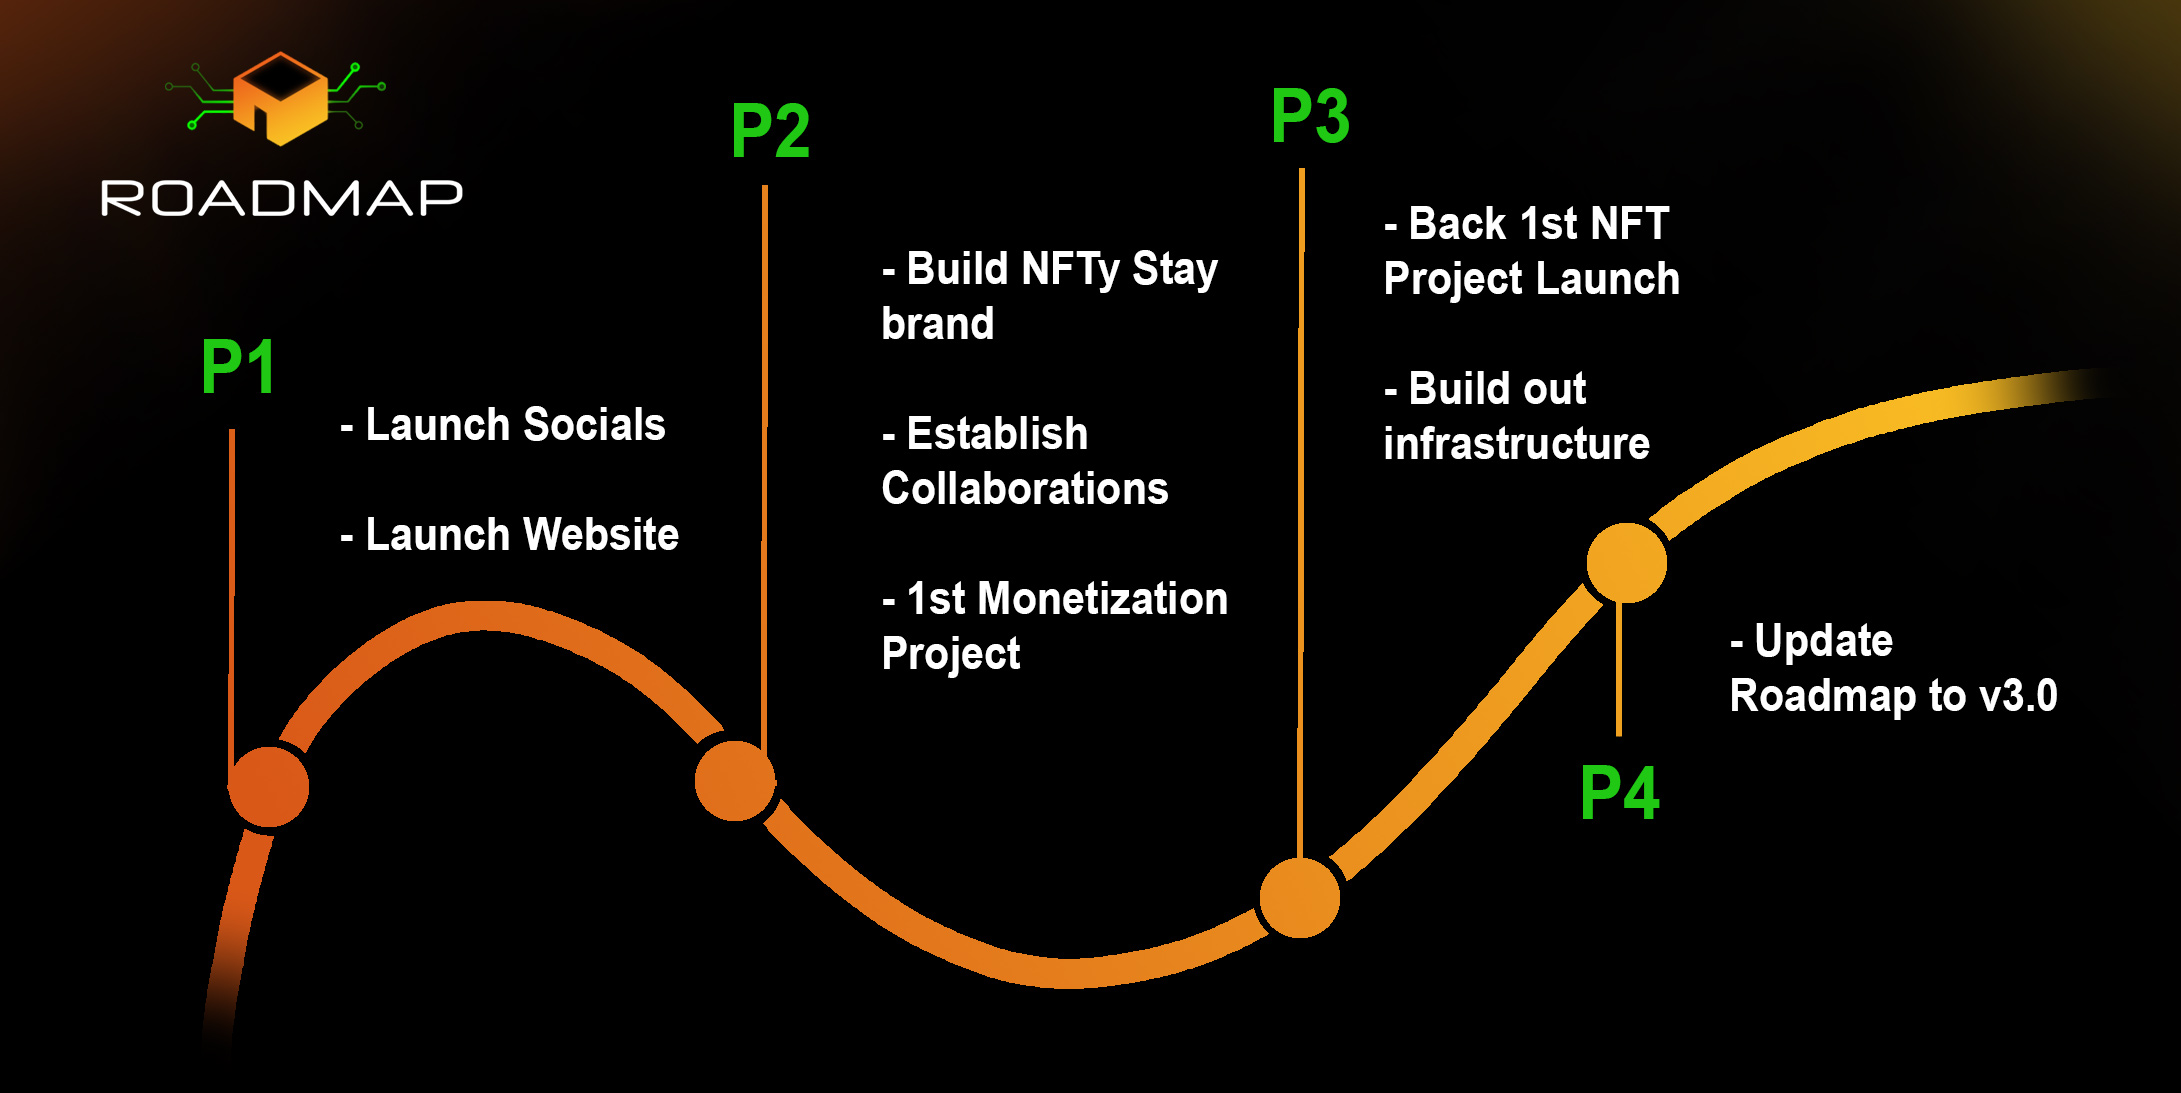 ROADMAP
P1
- Launch Socials
- Launch Website
P2
- Build NFTy Stay
brand
- Establish
Collaborations
- 1st Monetization
Project
P3
- Back 1st NFT
Project Launch
- Build out
infrastructure
P4
- Update
Roadmap to v3.0